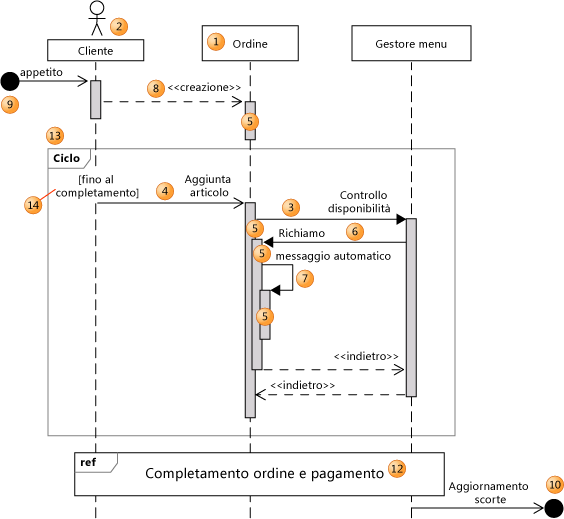 2
1
Ordine
Cliente
Gestore menu
appetito
8
<<creazione>>
9
5
13
Ciclo
[fino al
completamento]
14
4
Aggiunta
articolo
3
Controllo
disponibilità
5
Richiamo
6
5
messaggio automatico
7
5
<<indietro>>
<<indietro>>
ref
Completamento ordine e pagamento
12
Aggiornamento
scorte
10